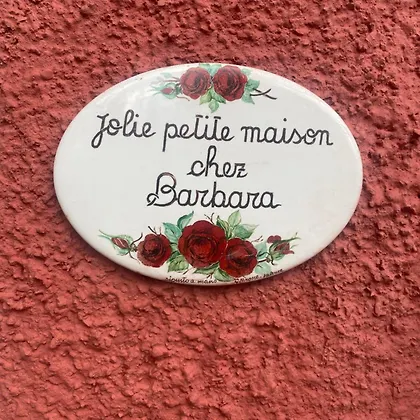 Jolie petite maison
chez
Barbara